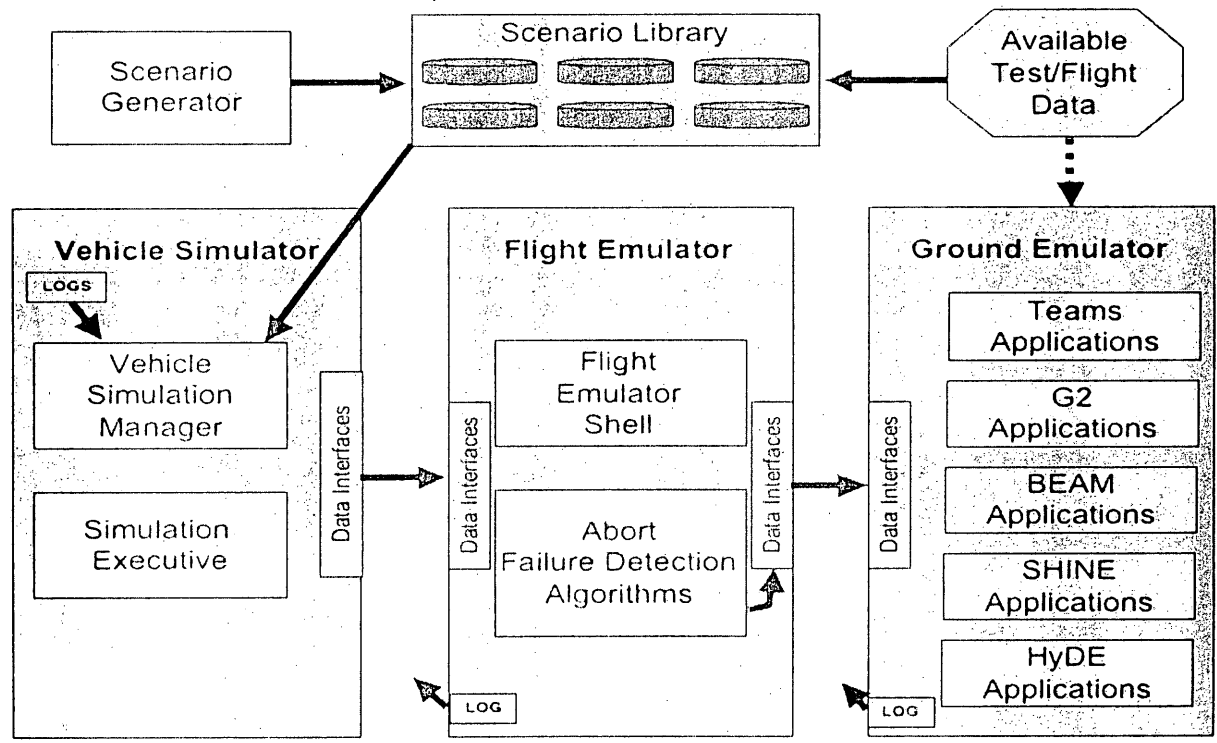 Scenario
Generator
Scenario Library
Available
Test/Flight
Data
Vehicle Simulator
LOGS
Vehicle
Simulation
Manager
Simulation
Executive
Data Interfaces
Flight Emulator
Data Interfaces
Flight
Emulator
Shell
Abort
Failure Detection
Algorithms
Data Interfaces
LOG
Ground Emulator
Data Interfaces
Teams
Applications
G2
Applications
BEAM
Applications
SHINE
Applications
HyDE
Applications
LOG